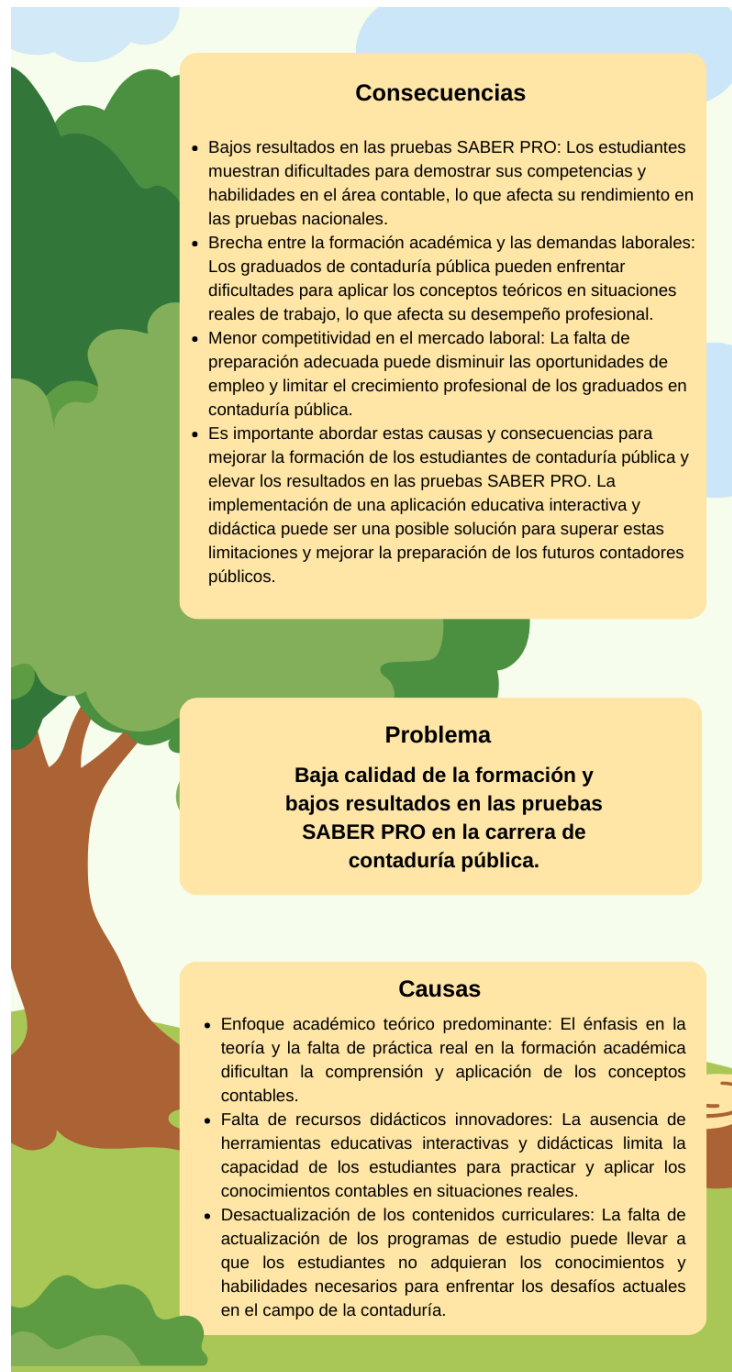 Consecuencias
• Bajos resultados en las pruebas SABER PRO: Los estudiantes
muestran dificultades para demostrar sus competencias y
habilidades en el área contable, lo que afecta su rendimiento en
las pruebas nacionales.
• Brecha entre la formación académica y las demandas laborales:
Los graduados de contaduría pública pueden enfrentar
dificultades para aplicar los conceptos teóricos en situaciones
reales de trabajo, lo que afecta su desempeño profesional.
• Menor competitividad en el mercado laboral: La falta de
preparación adecuada puede disminuir las oportunidades de
empleo y limitar el crecimiento profesional de los graduados en
contaduría pública.
• Es importante abordar estas causas y consecuencias para
mejorar la formación de los estudiantes de contaduría pública y
elevar los resultados en las pruebas SABER PRO. La
implementación de una aplicación educativa interactiva y
didáctica puede ser una posible solución para superar estas
limitaciones y mejorar la preparación de los futuros contadores
públicos.
Problema
Baja calidad de la formación y
bajos resultados en las pruebas
SABER PRO en la carrera de
contaduría pública.
Causas
• Enfoque académico teórico predominante: El énfasis en la
teoría y la falta de práctica real en la formación académica
dificultan la comprensión y aplicación de los conceptos
contables.
• Falta de recursos didácticos innovadores: La ausencia de
herramientas educativas interactivas y didácticas limita la
capacidad de los estudiantes para practicar y aplicar los
conocimientos contables en situaciones reales.
• Desactualización de los contenidos curriculares: La falta de
actualización de los programas de estudio puede llevar a
que los estudiantes no adquieran los conocimientos y
habilidades necesarios para enfrentar los desafíos actuales
en el campo de la contaduría.